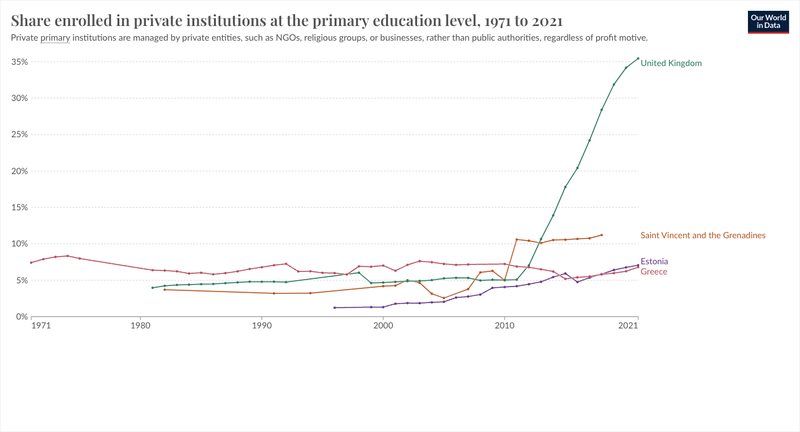 Share enrolled in private institutions at the primary education level, 1971 to 2021
Our World
in Data
Private primary institutions are managed by private entities, such as NGOs, religious groups, or businesses, rather than public authorities, regardless of profit motive.
35%
United Kingdom
30%
25%
20%
15%
Saint Vincent and the Grenadines
10%
Estonia
Greece
5%
0%
1971 1980 1990 2000 2010 2021